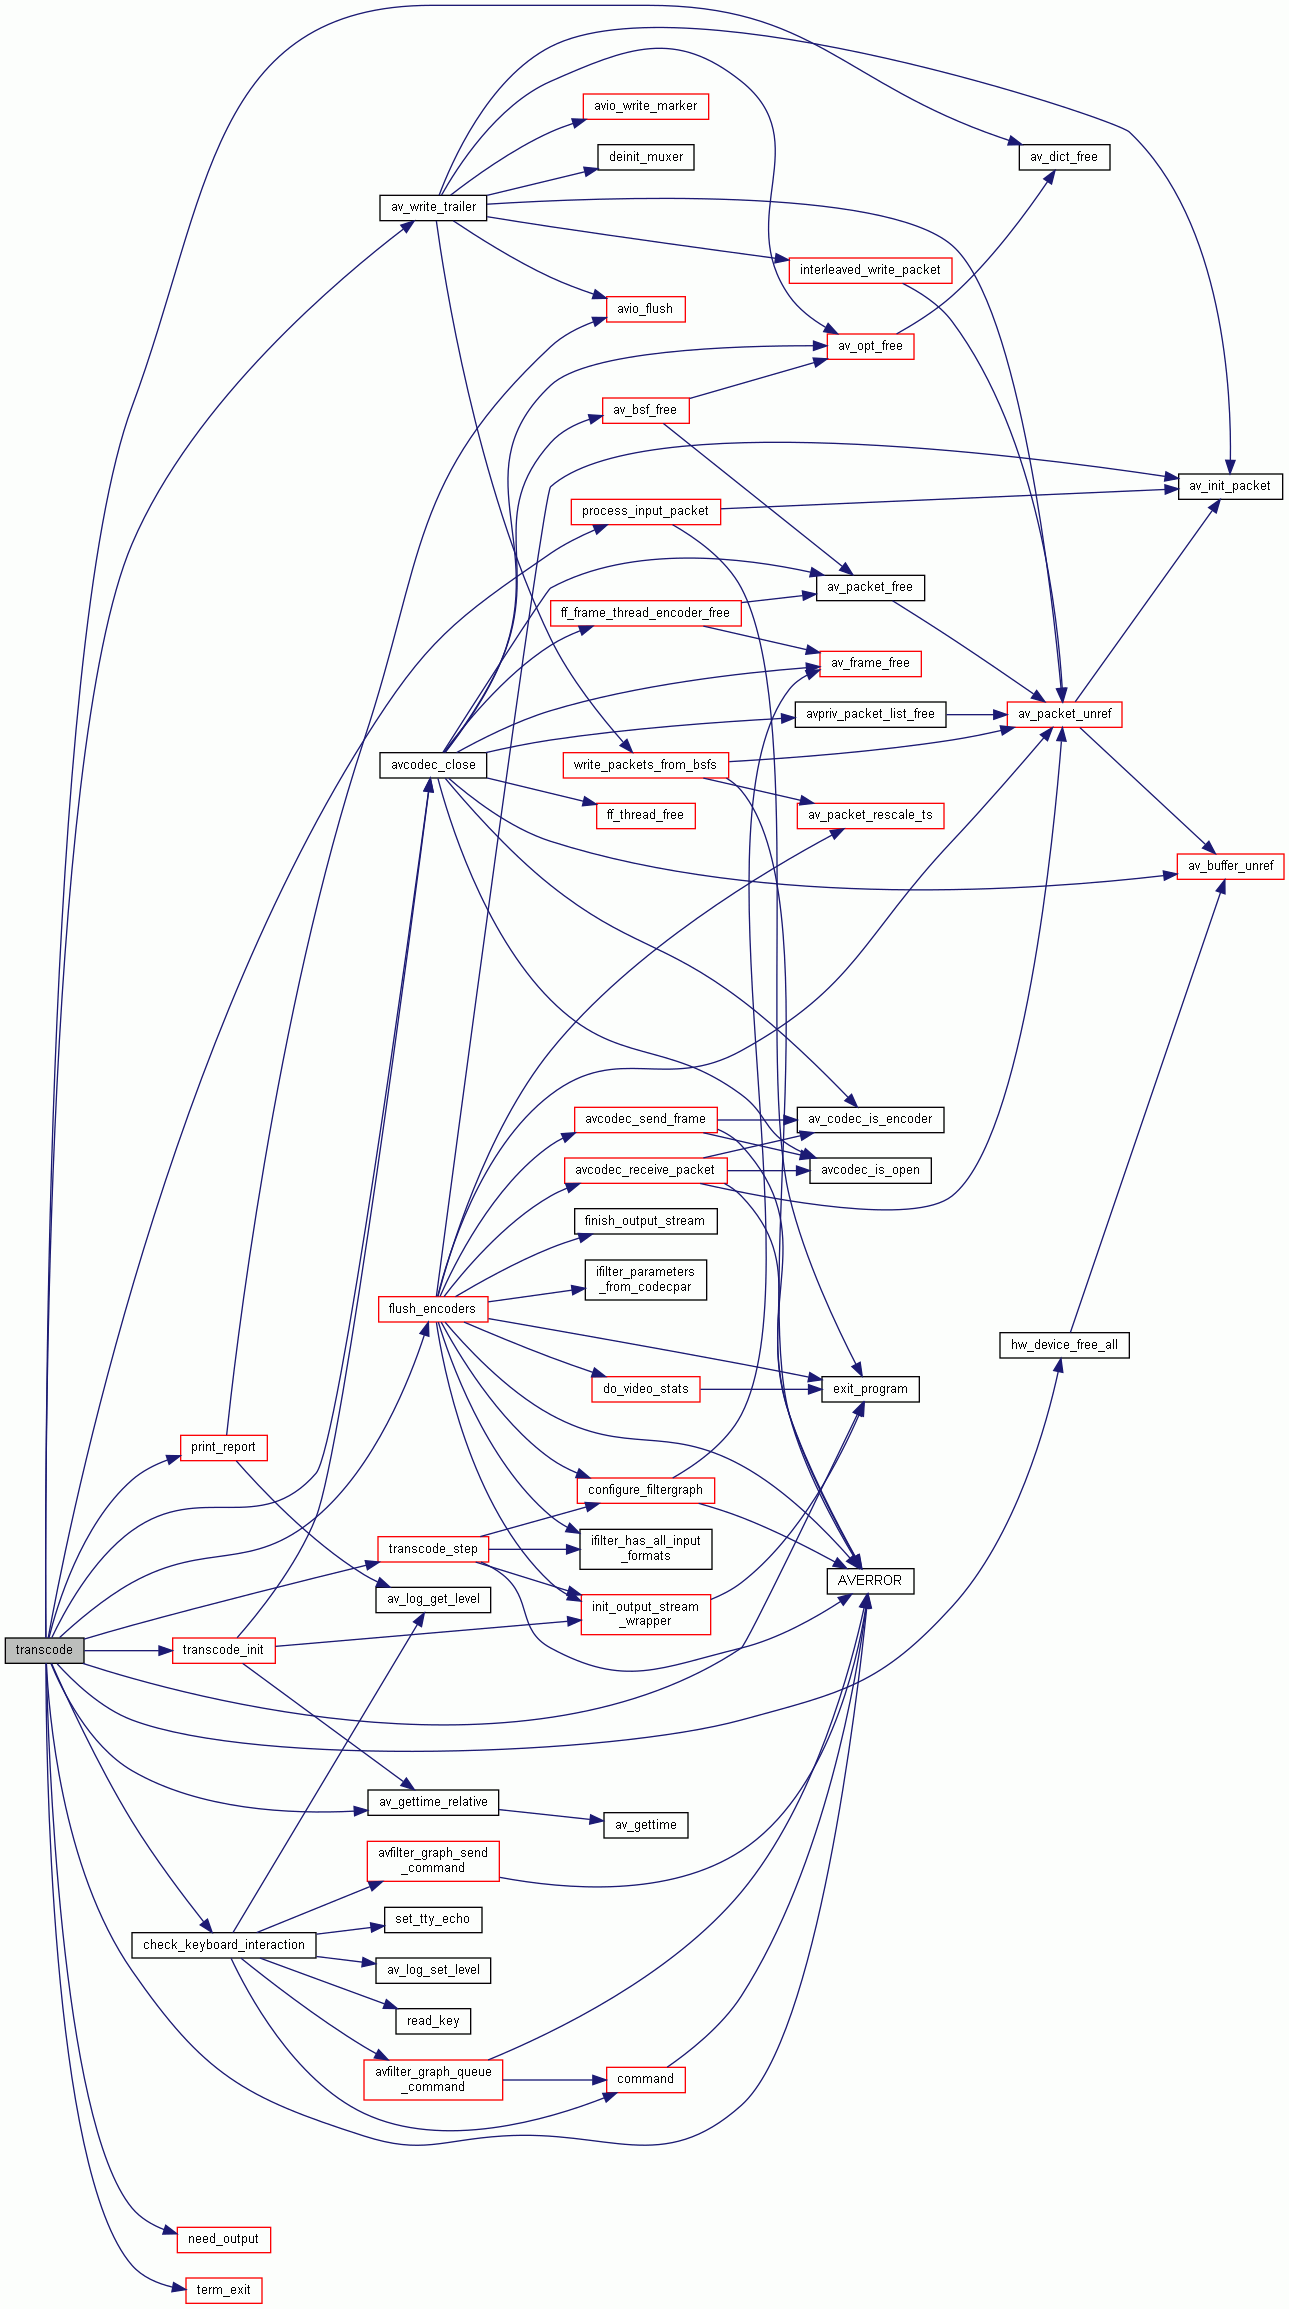 avio_write_marker
deinit_muxer
av_dict_free
av_write_trailer
interleaved_write_packet
avio_flush
av_opt_free
av_bsf_free
av_init_packet
process_input_packet
av_packet_free
ff_frame_thread_encoder_free
av_frame_free
avpriv_packet_list_free
av_packet_unref
avcodec_close
write_packets_from_bsfs
ff_thread_free
av_packet_rescale_ts
av_buffer_unref
avcodec_send_frame
av_codec_is_encoder
avcodec_receive_packet
avcodec_is_open
finish_output_stream
ifilter_parameters
_from_codecpar
flush_encoders
hw_device_free_all
do_video_stats
exit_program
print_report
configure_filtergraph
transcode_step
ifilter_has_all_input
_formats
AVERROR
av_log_get_level
init_output_stream
_wrapper
transcode
transcode_init
av_gettime_relative
av_gettime
avfilter_graph_send
_command
set_tty_echo
check_keyboard_interaction
av_log_set_level
read_key
avfilter_graph_queue
_command
command
need_output
term_exit